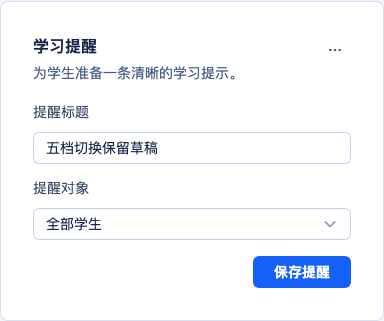 学习提醒
...
为学生准备一条清晰的学习提示。
提醒标题
五档切换保留草稿
提醒对象
全部学生
保存提醒